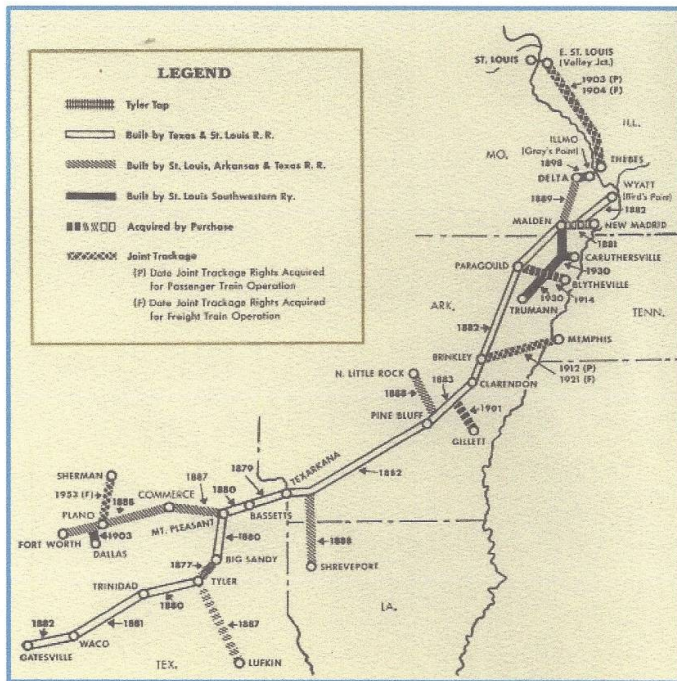 LEGEND
Tyler Tap
Built by Texas & St. Louis R. R.
Built by St. Louis, Arkansas & Texas R. R.
Built by St. Louis Southwestern Ry.
Acquired by Purchase
Joint Trackage
(P) Date Joint Trackage Rights Acquired
for Passenger Train Operation
(F) Date Joint Trackage Rights Acquired
for Freight Train Operation
ST. LOUIS
E. ST. LOUIS
(Valley Jct.)
1903 (P)
1904 (F)
ILL.
MO.
ILLMO
(Gray's Point)
1898
THEBES
DELTA
WYATT
(Bird's Point)
1889
1882
MALDEN
NEW MADRID
1881
CARUTHERSVILLE
1930
PARAGOULD
BLYTHEVILLE
1930
1914
TRUMANN
ARK.
TENN.
1882
MEMPHIS
BRINKLEY
1912 (P)
1921 (F)
N. LITTLE ROCK
1888
1883
CLARENDON
PINE BLUFF
1901
GILLETT
1882
TEXARKANA
1879
1880
BASSETTS
SHERMAN
1953 (F)
1888
COMMERCE
1887
PLANO
MT. PLEASANT
FORT WORTH
1903
DALLAS
1880
BIG SANDY
1877
TYLER
1888
SHREVEPORT
TRINIDAD
1880
1881
1882
WACO
GATESVILLE
1887
LUFKIN
TEX.
LA.